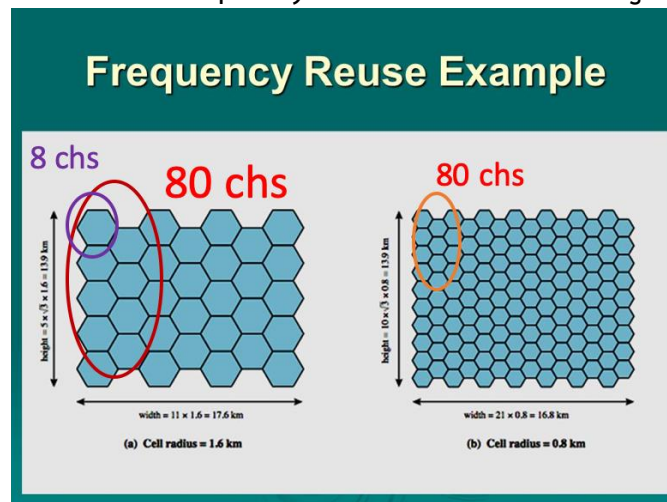 Frequency Reuse Example
8 chs
80 chs
80 chs
height = 5 × √3 × 1.6 = 13.9 km
width = 11 × 1.6 = 17.6 km
(a) Cell radius = 1.6 km
height = 10 × √3 × 0.8 = 13.9 km
width = 21 × 0.8 = 16.8 km
(b) Cell radius = 0.8 km